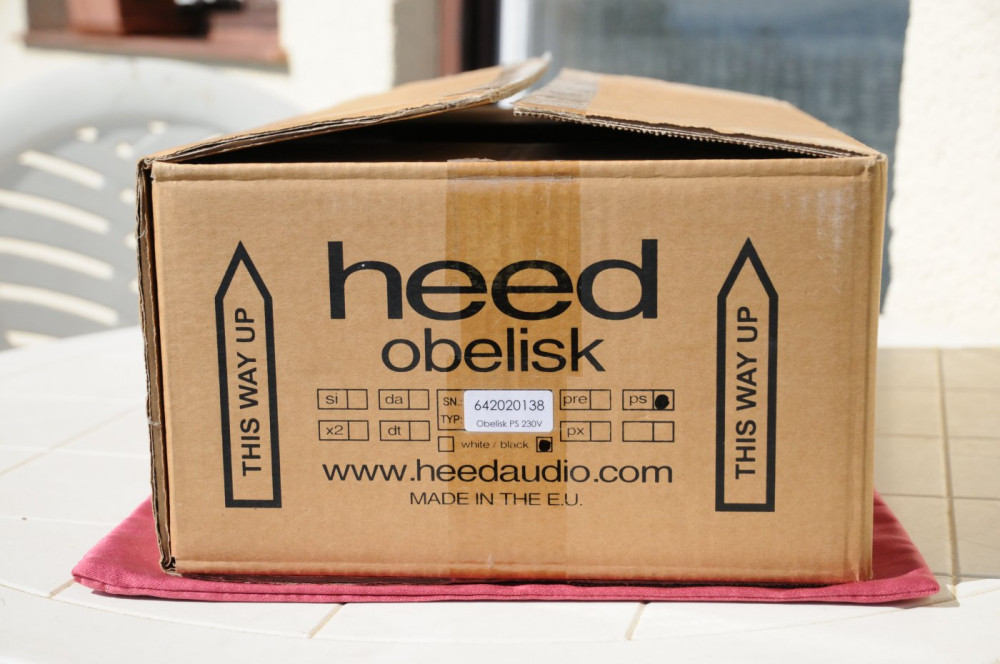 heed
obelisk
THIS WAY UP
THIS WAY UP
si da SN.: 642020138 pre ps
x2 dt TYP: Obelisk PS 230V px
white / black
www.heedaudio.com
MADE IN THE E.U.